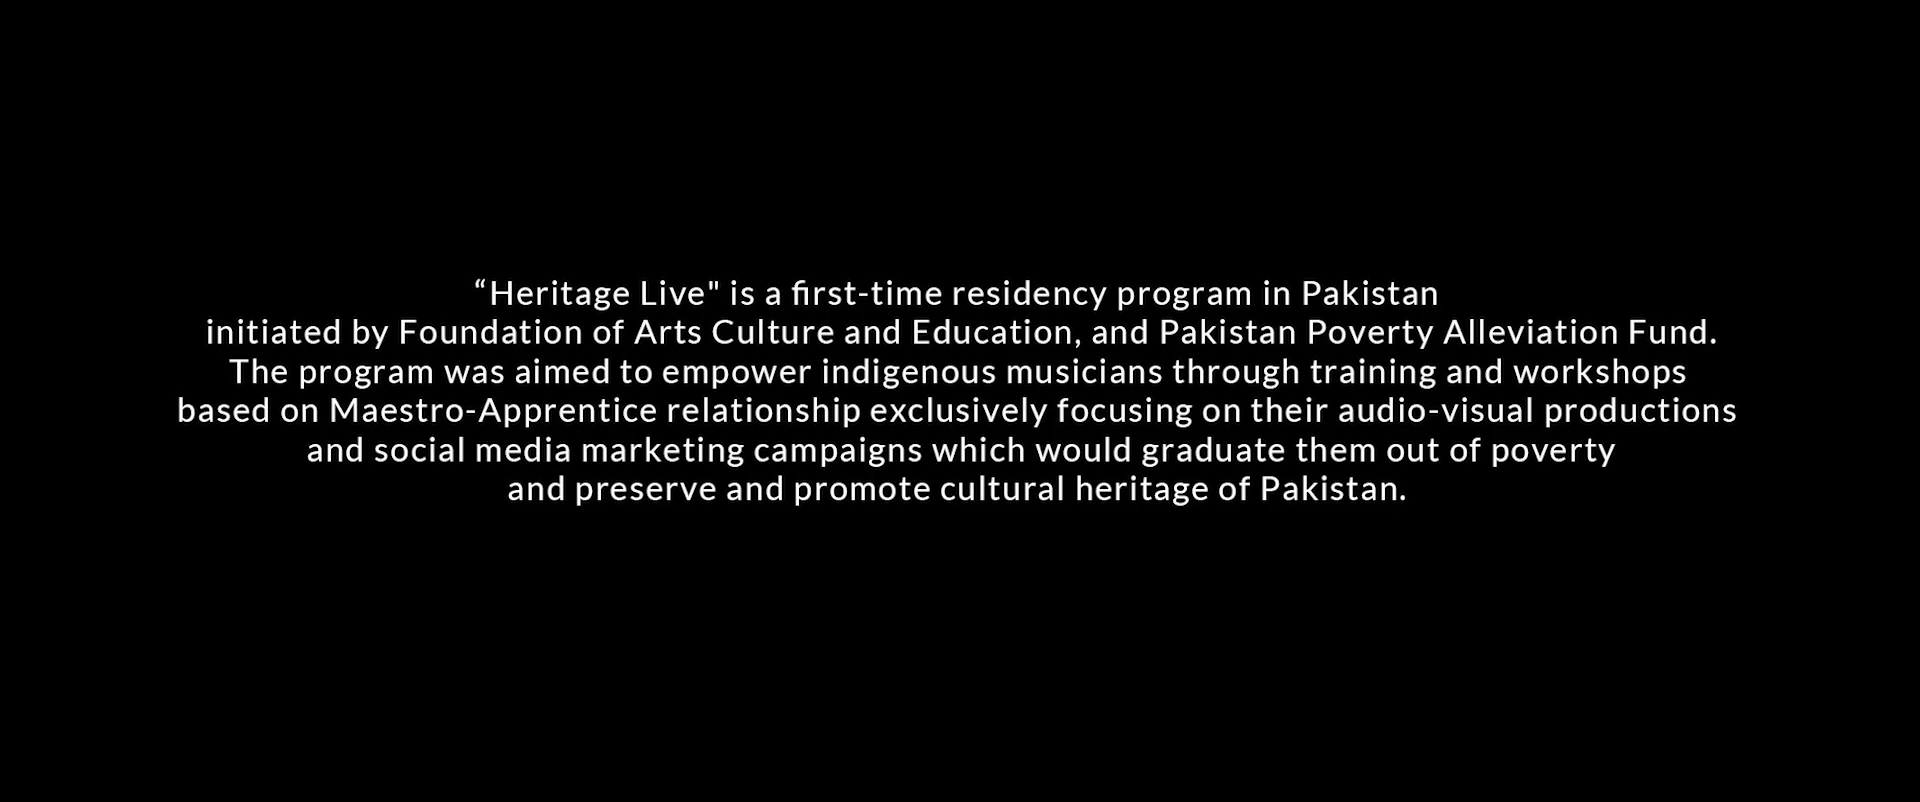 “Heritage Live" is a first-time residency program in Pakistan
initiated by Foundation of Arts Culture and Education, and Pakistan Poverty Alleviation Fund.
The program was aimed to empower indigenous musicians through training and workshops
based on Maestro-Apprentice relationship exclusively focusing on their audio-visual productions
and social media marketing campaigns which would graduate them out of poverty
and preserve and promote cultural heritage of Pakistan.